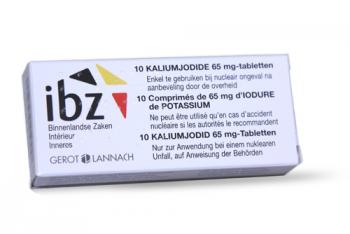 ibz
Binnenlandse Zaken
Intérieur
Inneres
GEROT LANNACH
10 KALIUMJODIDE 65 mg-tabletten
Enkel te gebruiken bij nucleair ongeval na
aanbeveling door de overheid
10 Comprimés de 65 mg d'IODURE
de POTASSIUM
Ne peut être utilisé qu'en cas d'accident
nucléaire si les autorités le recommandent
10 KALIUMJODID 65 mg-Tabletten
Nur zur Anwendung bei einem nuklearen
Unfall, auf Anweisung der Behörden